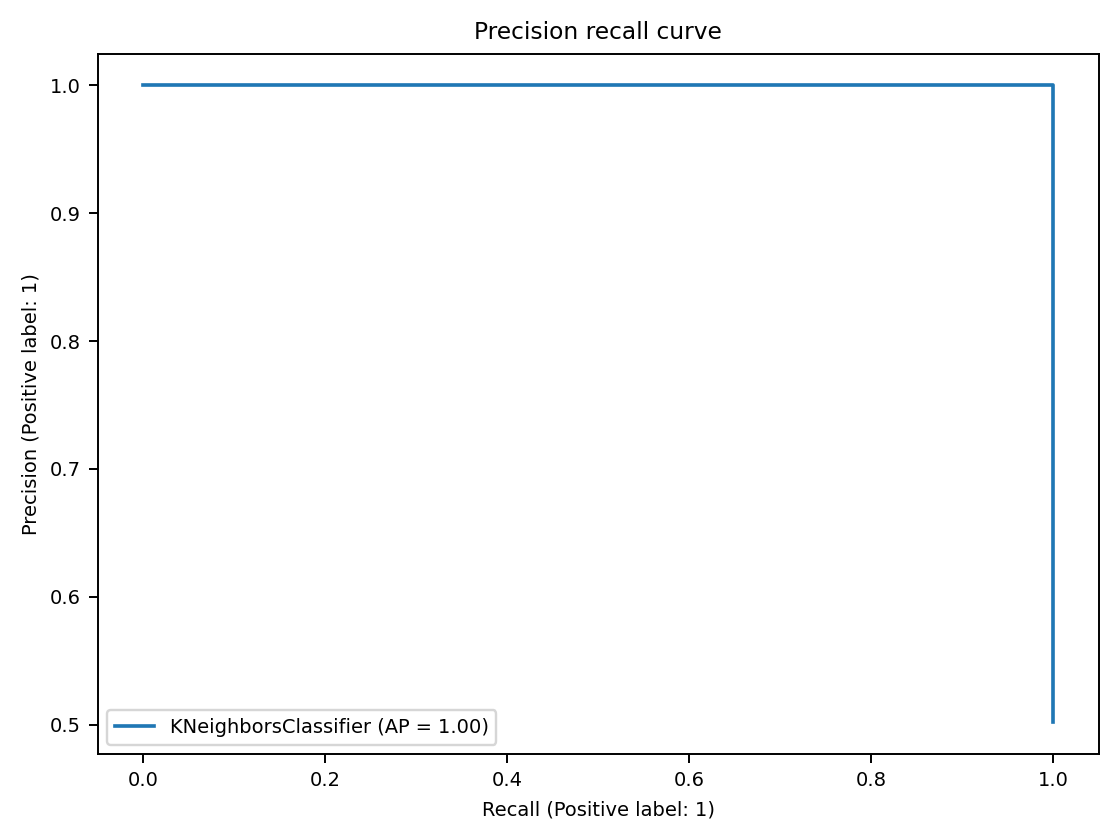 Precision recall curve
1.0
0.9
0.8
0.7
0.6
0.5
Precision (Positive label: 1)
KNeighborsClassifier (AP = 1.00)
0.0 0.2 0.4 0.6 0.8 1.0
Recall (Positive label: 1)